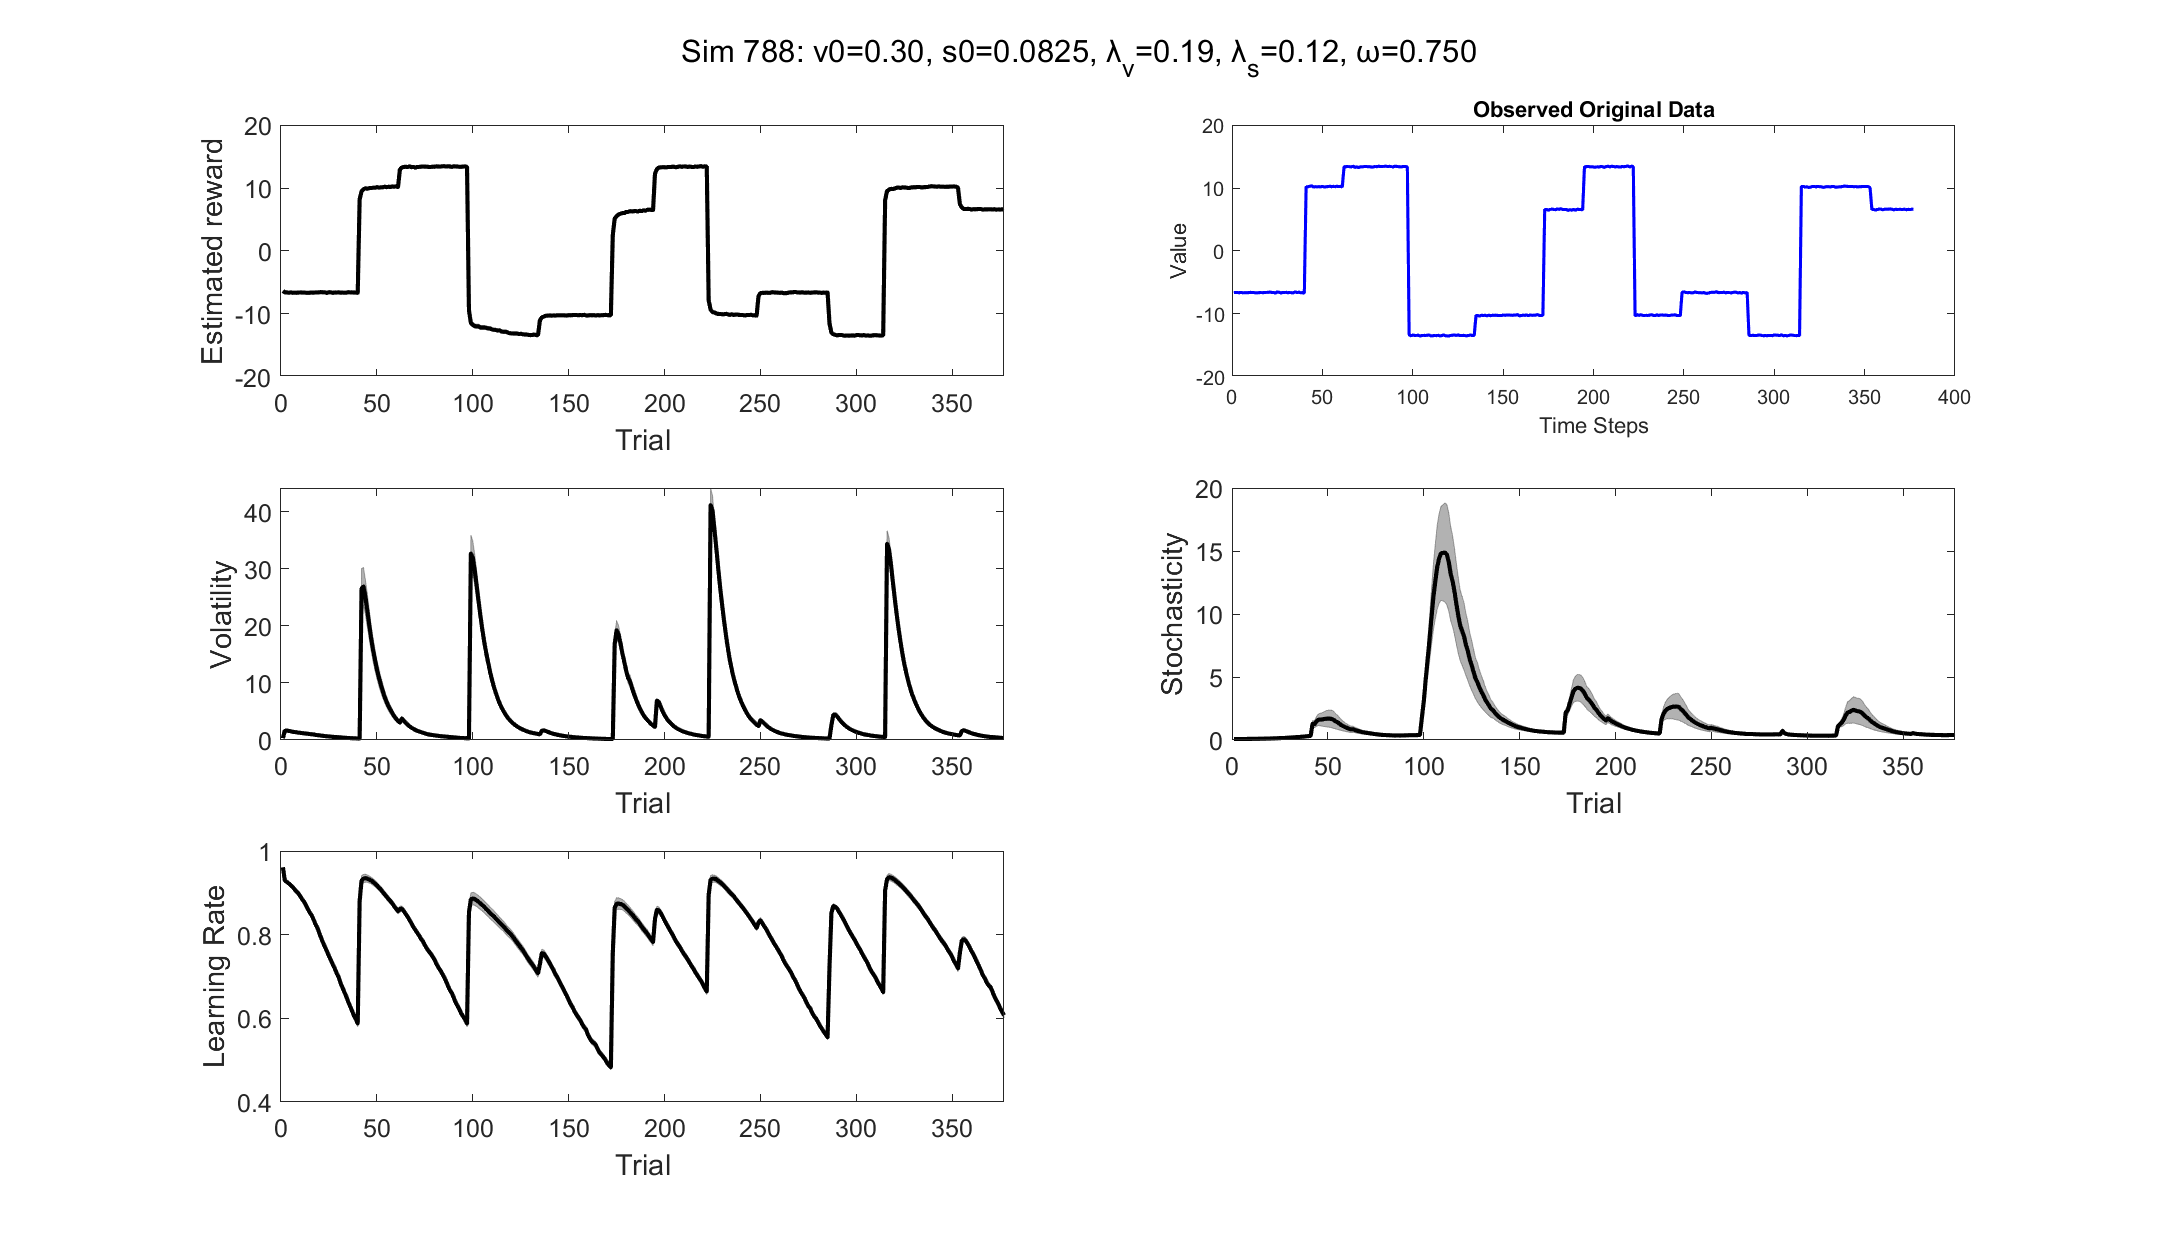 Sim 788: v0=0.30, s0=0.0825, λv=0.19, λs=0.12, ω=0.750
Estimated reward
20
10
0
-10
-20
0 50 100 150 200 250 300 350
Trial
Observed Original Data
Value
20
10
0
-10
-20
0 50 100 150 200 250 300 350 400
Time Steps
Volatility
40
30
20
10
0
0 50 100 150 200 250 300 350
Trial
Stochasticity
20
15
10
5
0
0 50 100 150 200 250 300 350
Trial
Learning Rate
1
0.8
0.6
0.4
0 50 100 150 200 250 300 350
Trial